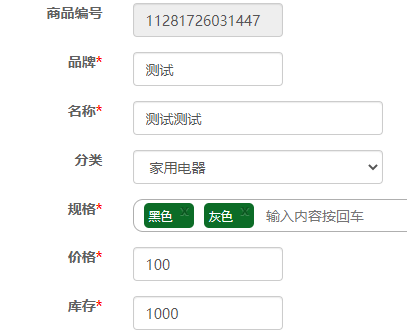 商品编号 11281726031447
品牌* 测试
名称* 测试测试
分类 家用电器
规格* 黑色 × 灰色 × 输入内容按回车
价格* 100
库存* 1000